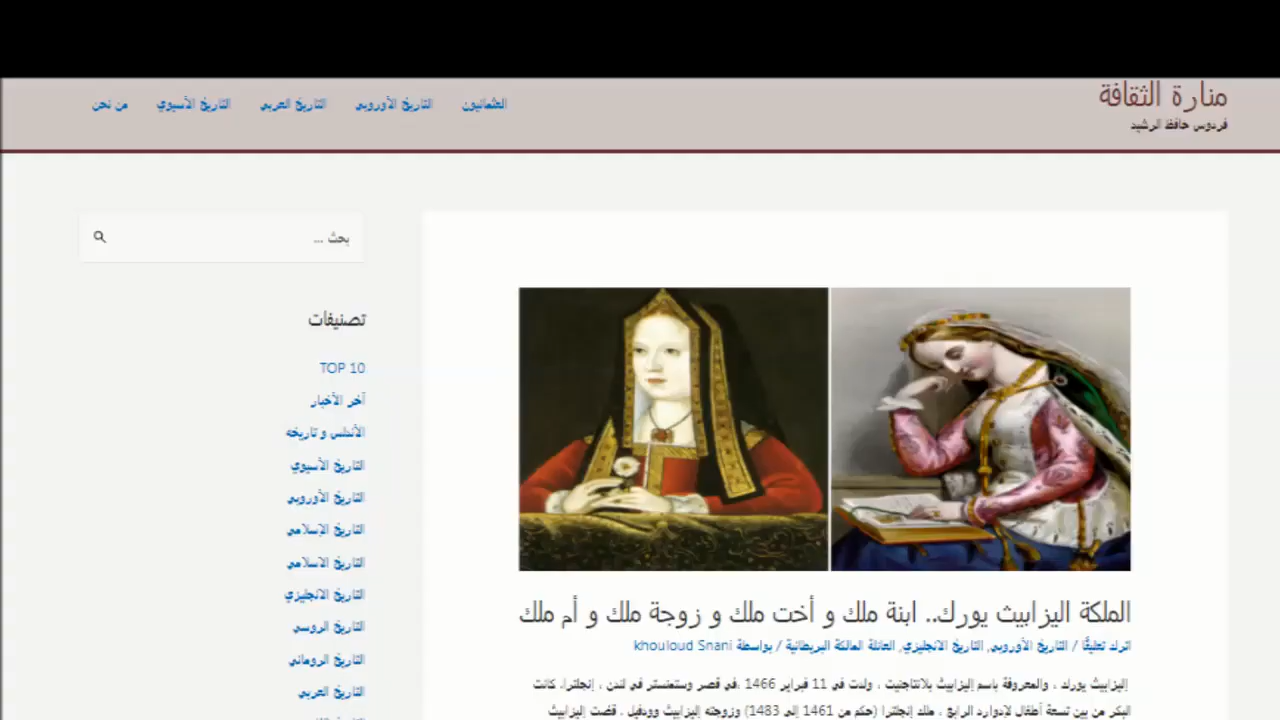 منارة الثقافة
فردوس حافظ الرشيد
العثمانيون
التاريخ الأوروبي
التاريخ العربي
التاريخ الأسيوي
من نحن
بحث ...
تصنيفات
TOP 10
آخر الأخبار
الأندلس و تاريخه
التاريخ الأسيوي
التاريخ الأوروبي
التاريخ الإسلامي
التاريخ الاسلامي
التاريخ الانجليزي
التاريخ الروسي
التاريخ الروماني
التاريخ العربي
الملكة اليزابيث يورك.. ابنة ملك و أخت ملك و زوجة ملك و أم ملك
اترك تعليقًا / التاريخ الأوروبي, التاريخ الانجليزي, العائلة المالكة البريطانية / بواسطة khouloud Snani
إليزابيث يورك ، والمعروفة باسم إليزابيث بلانتاجنيت ، ولدت في 11 فبراير 1466 ،في قصر وستمنستر في لندن ، إنجلترا. كانت
البكر من بين تسعة أطفال لإدوارد الرابع ، ملك إنجلترا (حكم من 1461 إلى 1483) وزوجته إليزابيث وودفيل . قضت إليزابيث